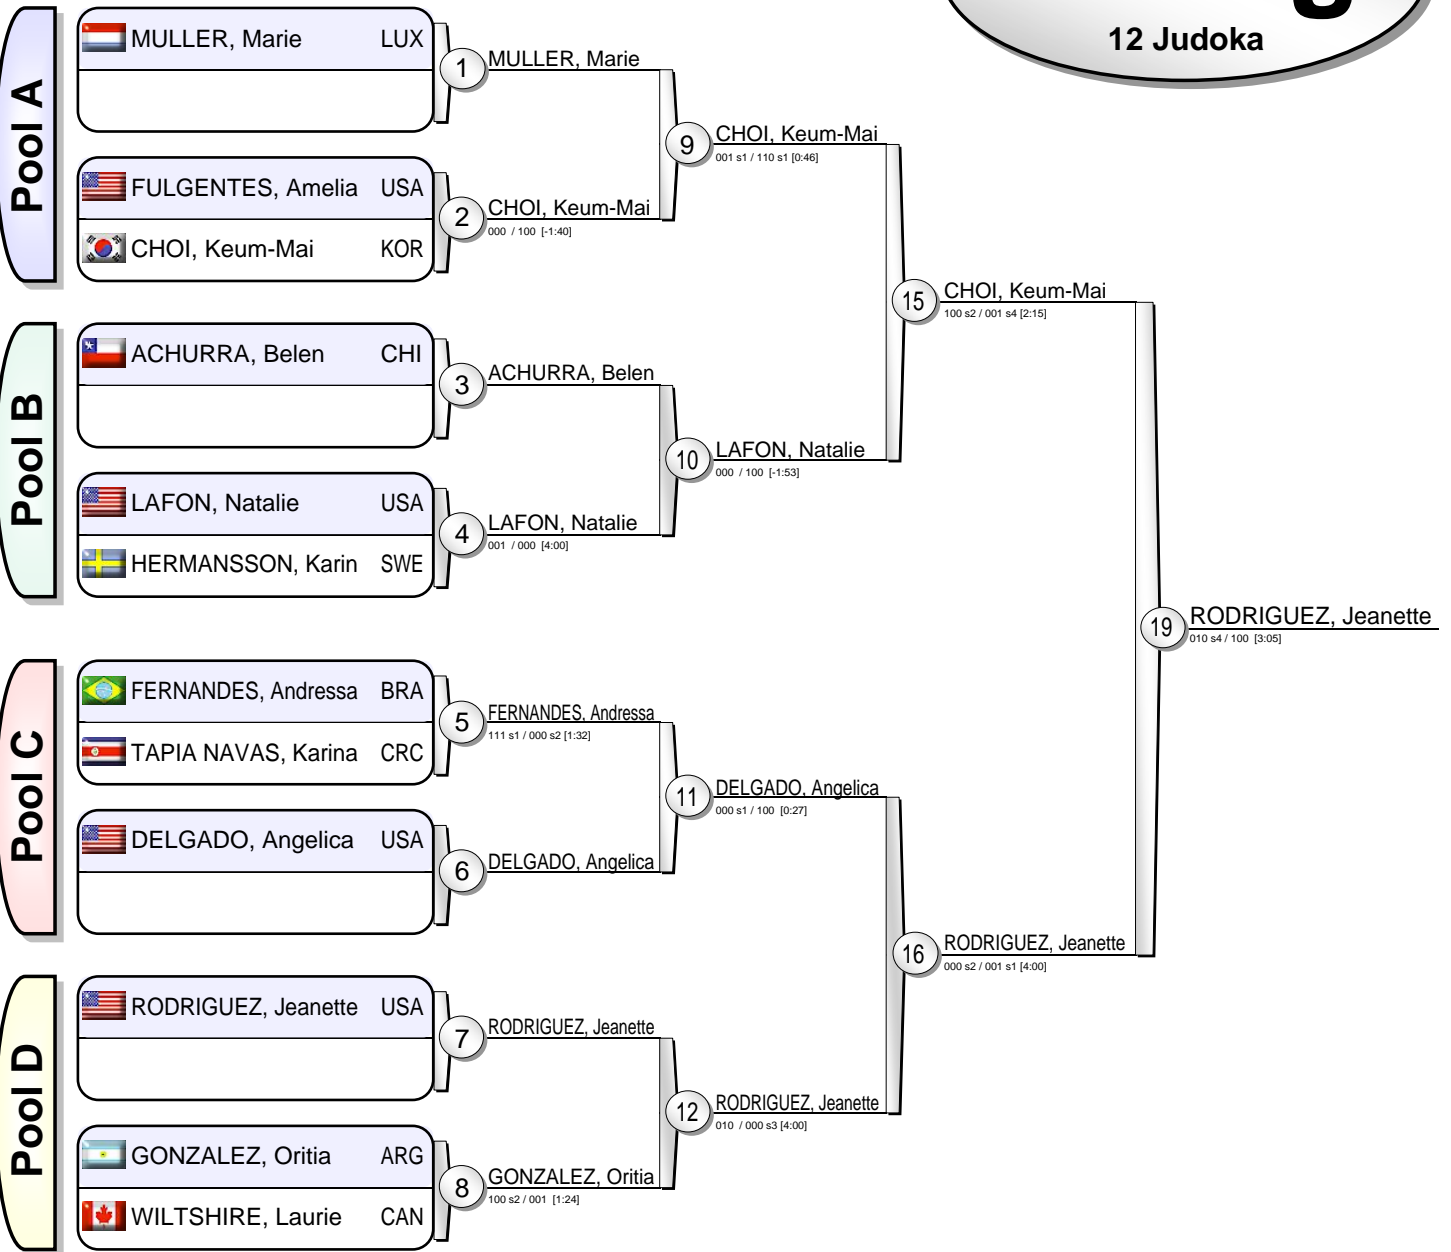 12 Judoka
Pool A
MULLER, Marie LUX
FULGENTES, Amelia USA
CHOI, Keum-Mai KOR
1 MULLER, Marie
2 CHOI, Keum-Mai
000 / 100 [-1:40]
9 CHOI, Keum-Mai
001 s1 / 110 s1 [0:46]
Pool B
ACHURRA, Belen CHI
LAFON, Natalie USA
HERMANSSON, Karin SWE
3 ACHURRA, Belen
4 LAFON, Natalie
001 / 000 [4:00]
10 LAFON, Natalie
000 / 100 [-1:53]
15 CHOI, Keum-Mai
100 s2 / 001 s4 [2:15]
Pool C
FERNANDES, Andressa BRA
TAPIA NAVAS, Karina CRC
DELGADO, Angelica USA
5 FERNANDES, Andressa
111 s1 / 000 s2 [1:32]
6 DELGADO, Angelica
11 DELGADO, Angelica
000 s1 / 100 [0:27]
Pool D
RODRIGUEZ, Jeanette USA
GONZALEZ, Oritia ARG
WILTSHIRE, Laurie CAN
7 RODRIGUEZ, Jeanette
8 GONZALEZ, Oritia
100 s2 / 001 [1:24]
12 RODRIGUEZ, Jeanette
010 / 000 s3 [4:00]
16 RODRIGUEZ, Jeanette
000 s2 / 001 s1 [4:00]
19 RODRIGUEZ, Jeanette
010 s4 / 100 [3:05]